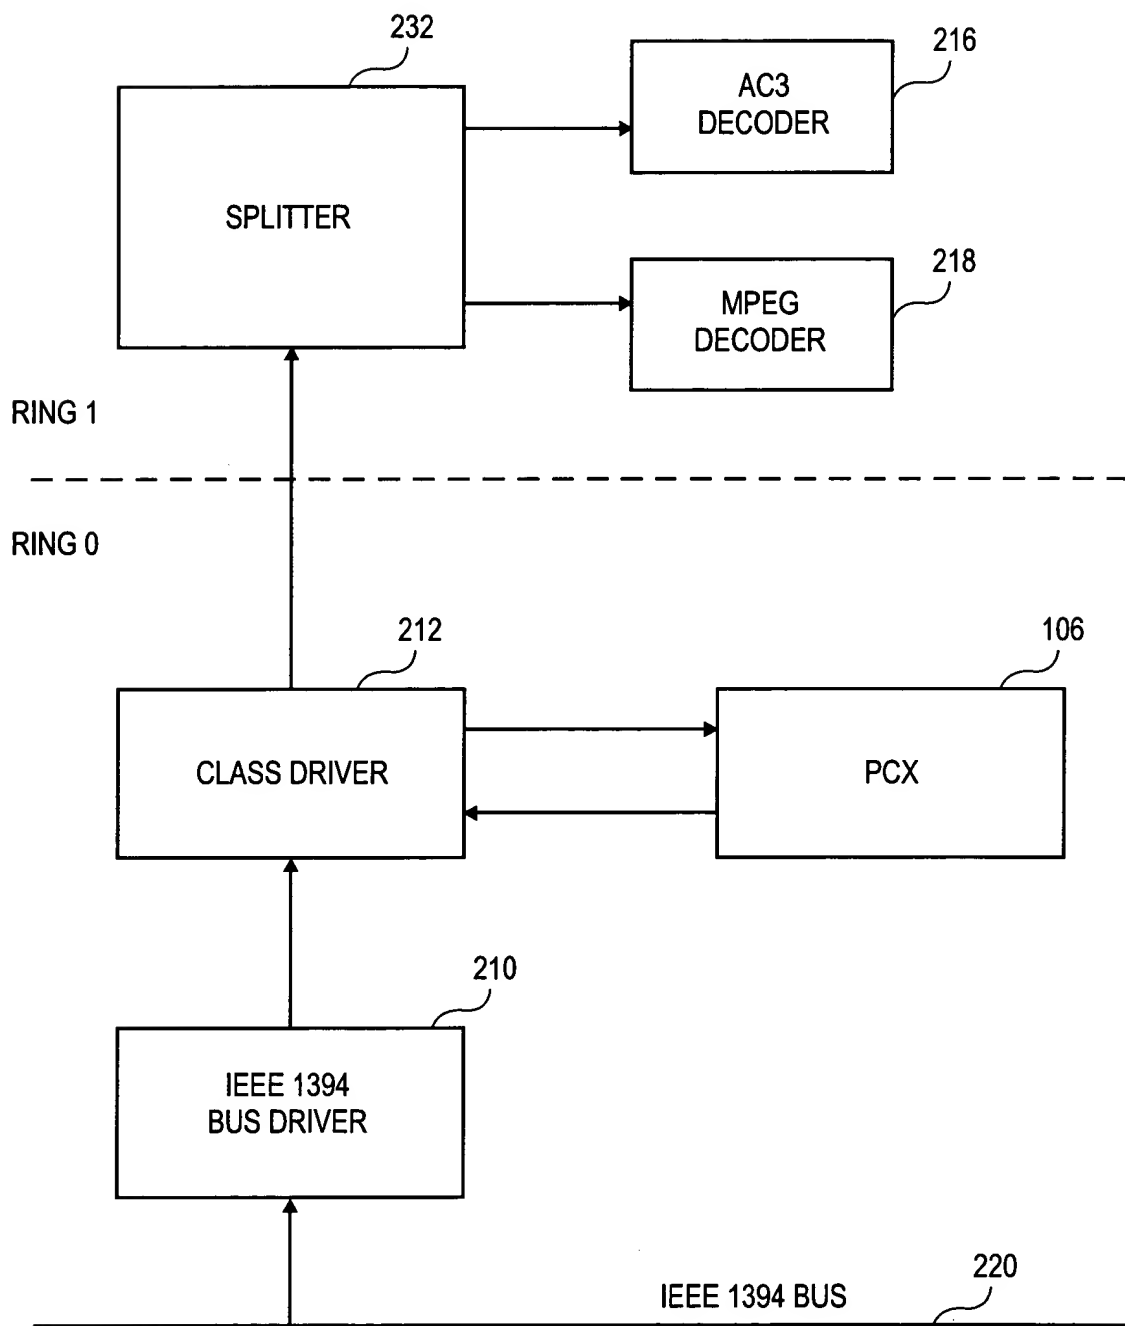 232
216
AC3
DECODER
SPLITTER
218
MPEG
DECODER
RING 1
RING 0
212
106
CLASS DRIVER
PCX
210
IEEE 1394
BUS DRIVER
IEEE 1394 BUS
220